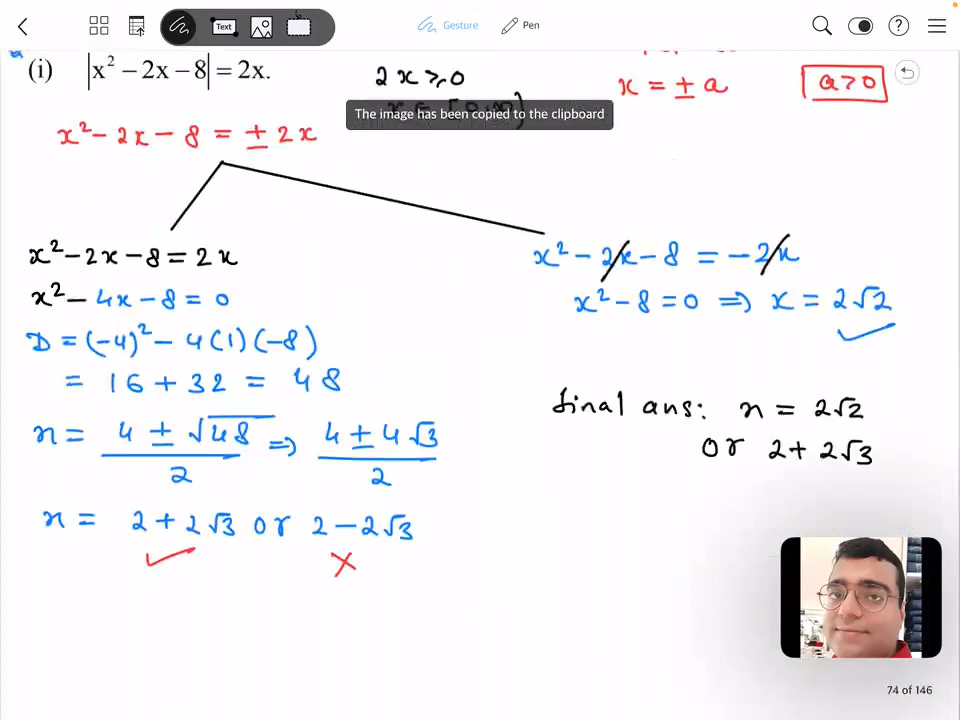 Text
Gesture
Pen
(i) |x² − 2x − 8| = 2x.
2x ≥ 0
x = ± a
a > 0
The image has been copied to the clipboard
x² − 2x − 8 = ± 2x
x² − 2x − 8 = 2x
x² − 4x − 8 = 0
D = (−4)² − 4(1)(−8)
= 16 + 32 = 48
x = 4 ± √48 / 2 ⇒ 4 ± 4√3 / 2
x = 2 + 2√3 or 2 − 2√3
x² − 2x − 8 = −2x
x² − 8 = 0 ⇒ x = 2√2
final ans: x = 2√2
or 2 + 2√3
74 of 146